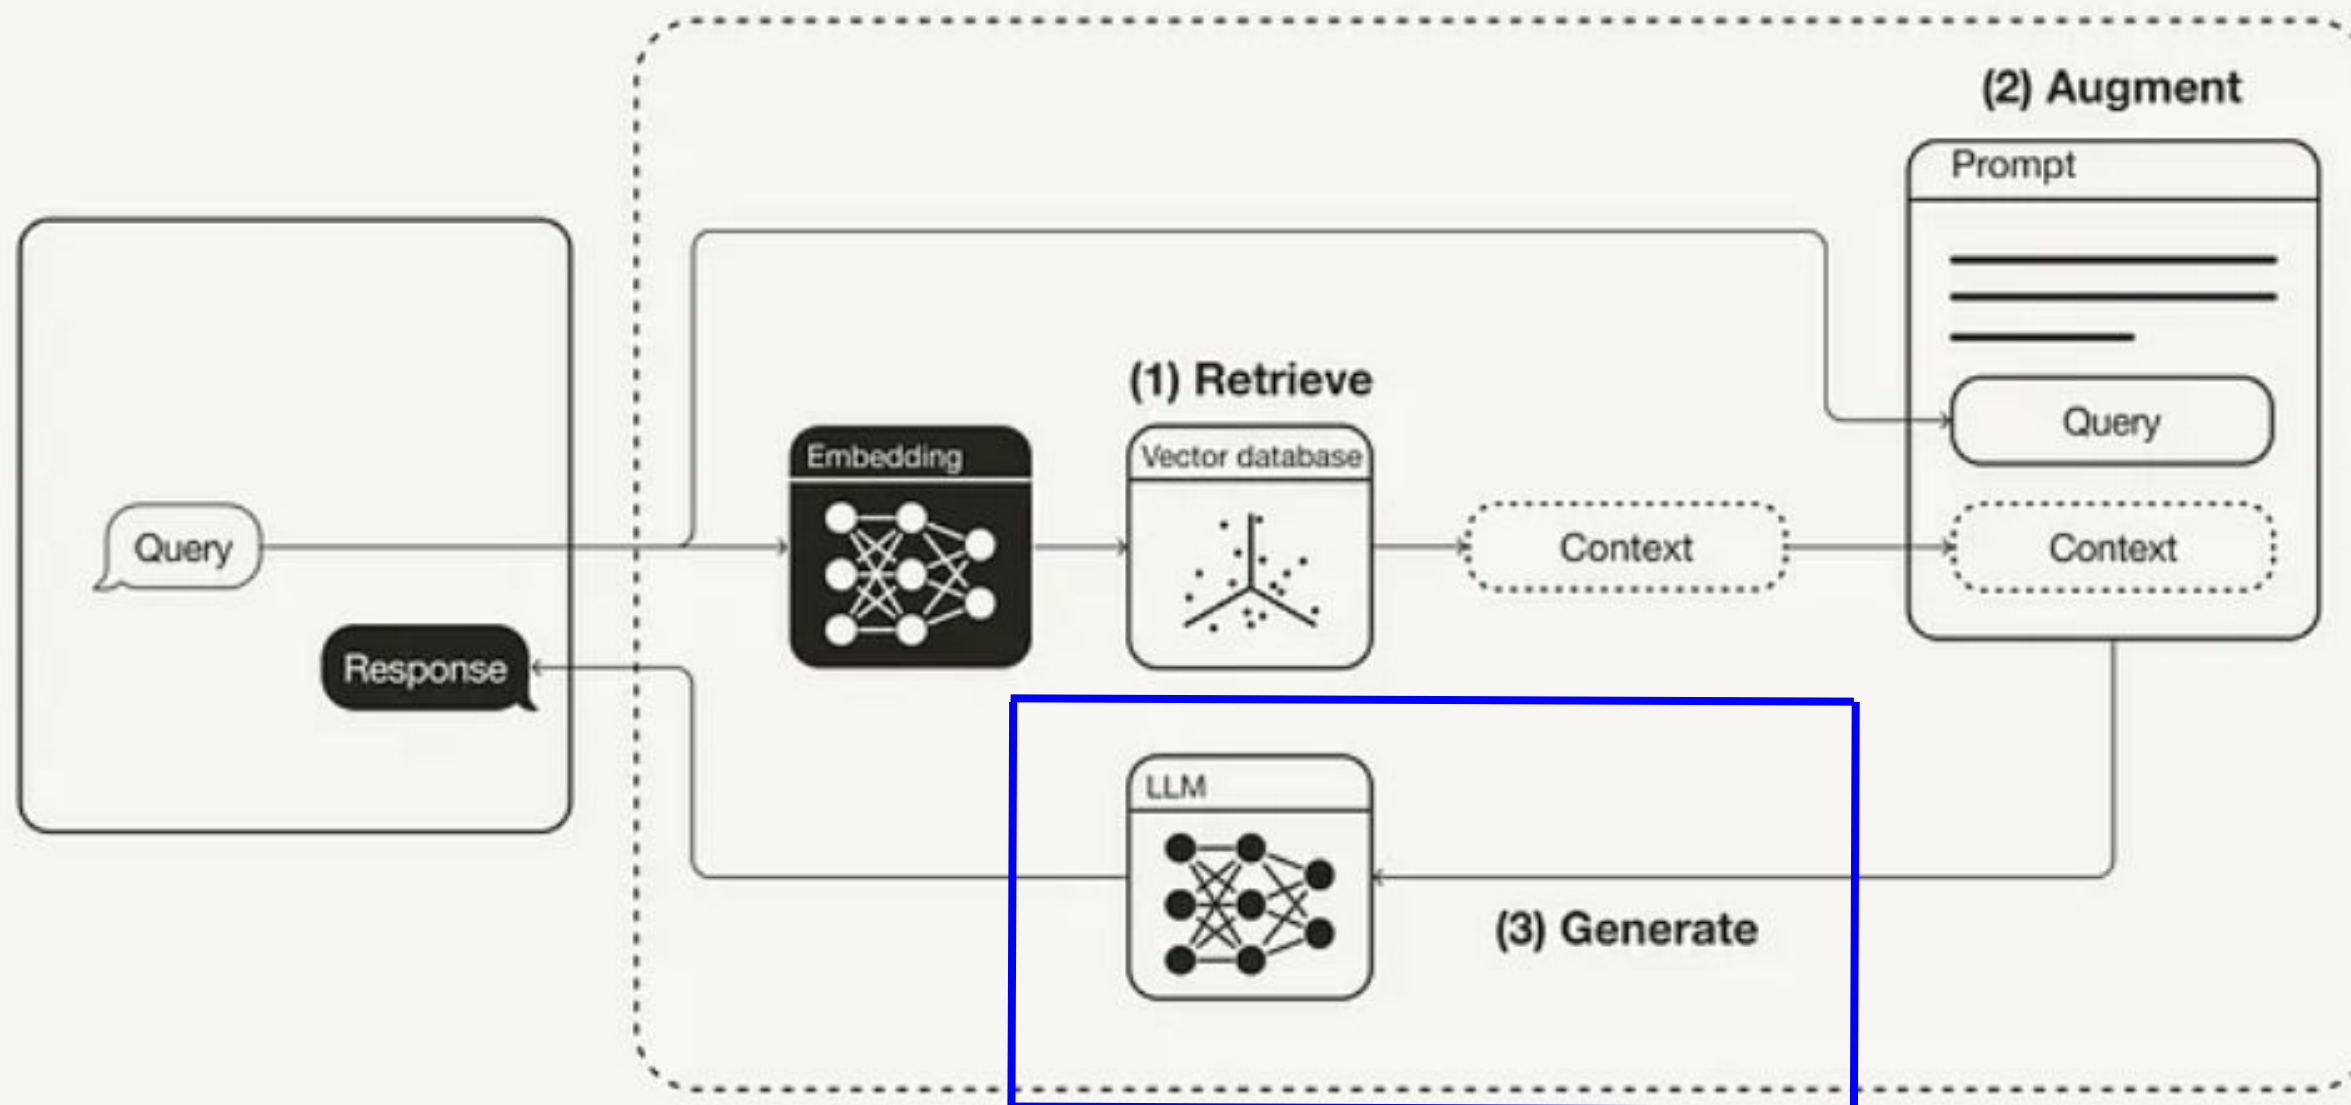 (2) Augment
Prompt
(1) Retrieve
Query
Embedding
Vector database
Query
Context
Context
Response
LLM
(3) Generate